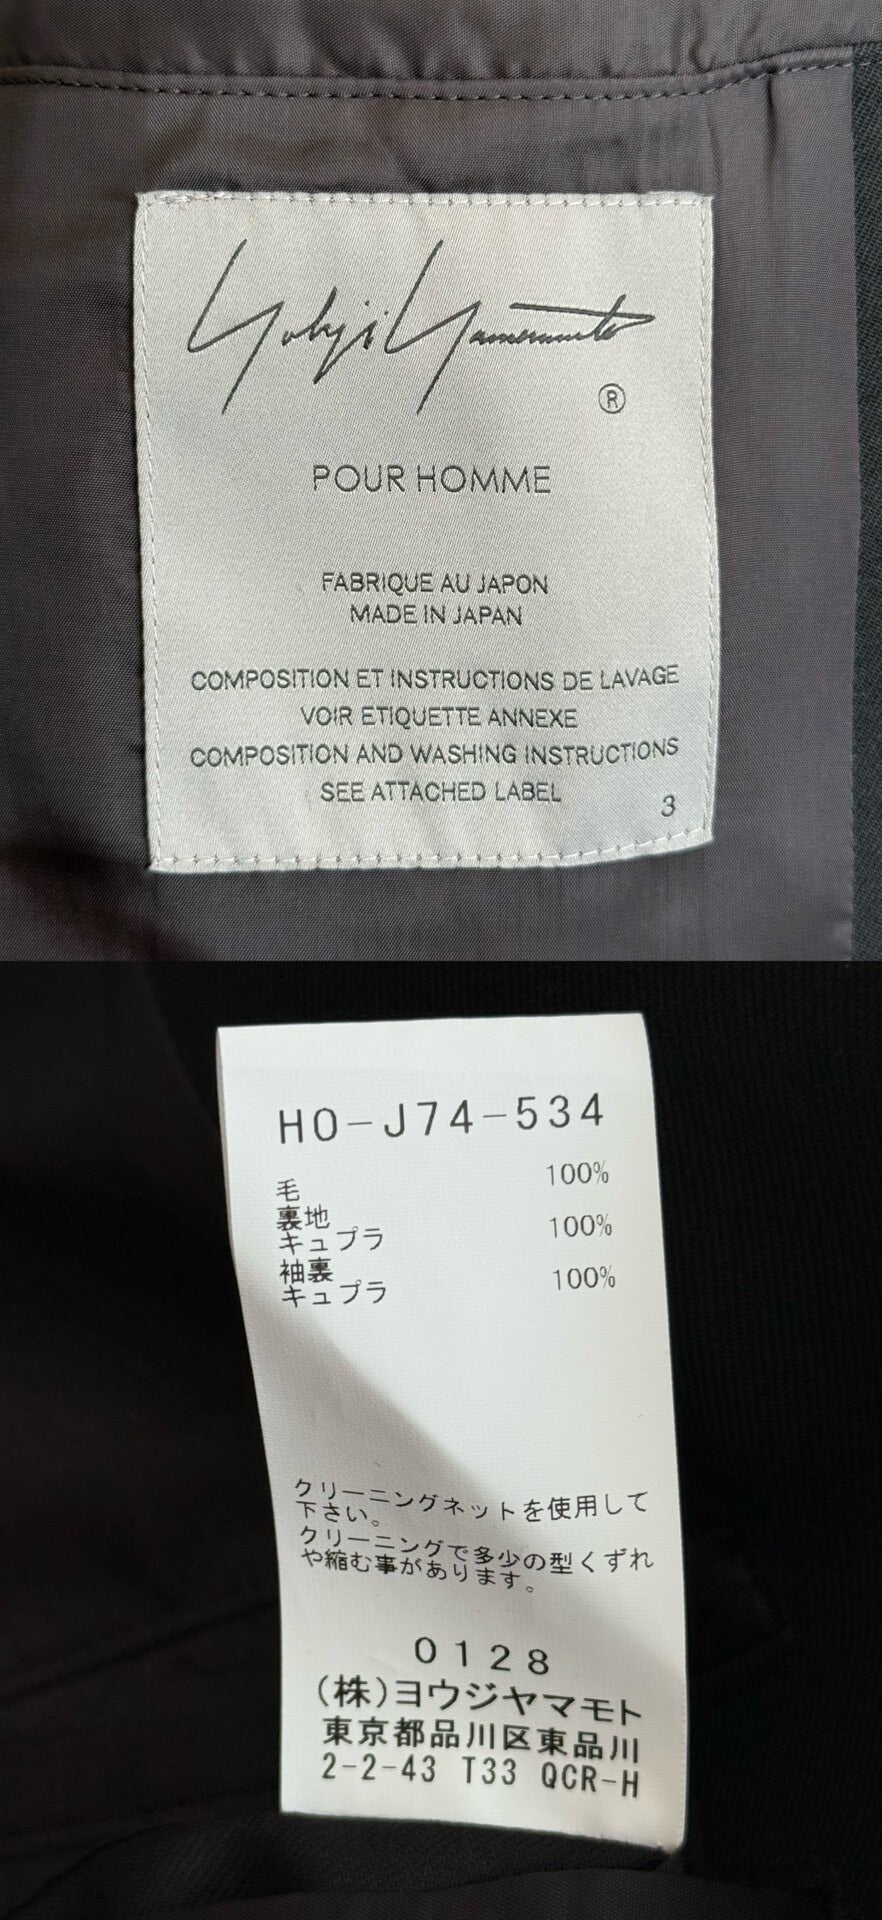 Yohji Yamamoto
®
POUR HOMME
FABRIQUE AU JAPON
MADE IN JAPAN
COMPOSITION ET INSTRUCTIONS DE LAVAGE
VOIR ETIQUETTE ANNEXE
COMPOSITION AND WASHING INSTRUCTIONS
SEE ATTACHED LABEL
3
HO-J74-534
毛 100%
裏地
キュプラ 100%
袖裏
キュプラ 100%
クリーニングネットを使用して
下さい。
クリーニングで多少の型くずれ
や縮む事があります。
0128
(株)ヨウジヤマモト
東京都品川区東品川
2-2-43 T33 QCR-H